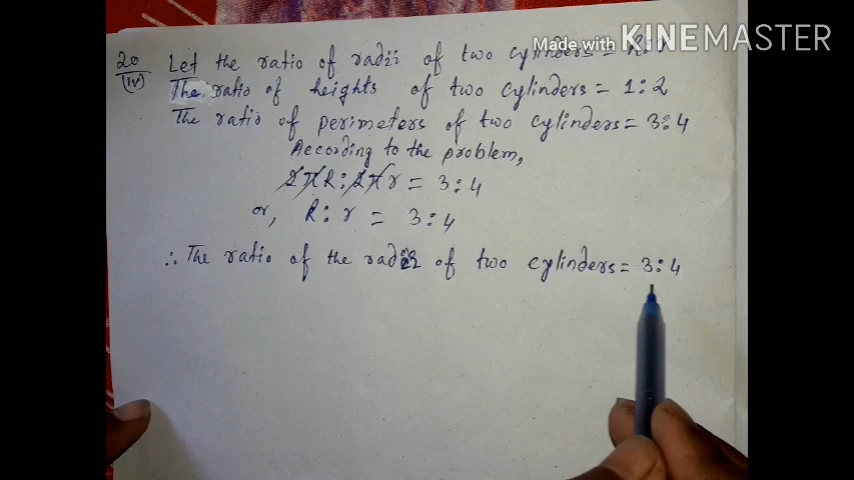 20 Let the ratio of radii of two cylinders = R:r
(iv) The ratio of heights of two cylinders = 1:2
The ratio of perimeters of two cylinders = 3:4
According to the problem,
2πR : 2πr = 3:4
or, R:r = 3:4
∴ The ratio of the radii of two cylinders = 3:4
Made with KINEMASTER